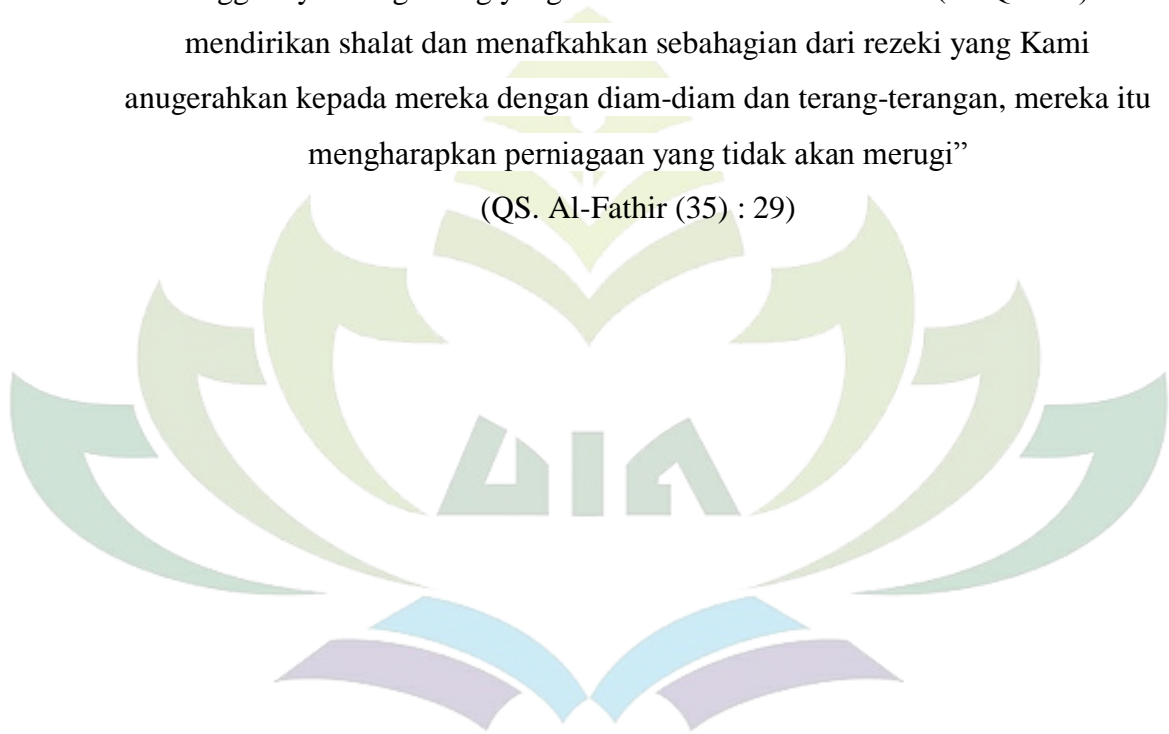 yang
mendirikan shalat dan menafkahkan sebahagian dari rezeki yang Kami
anugerahkan kepada mereka dengan diam-diam dan terang-terangan, mereka itu
mengharapkan perniagaan yang tidak akan merugi”
(QS. Al-Fathir (35) : 29)